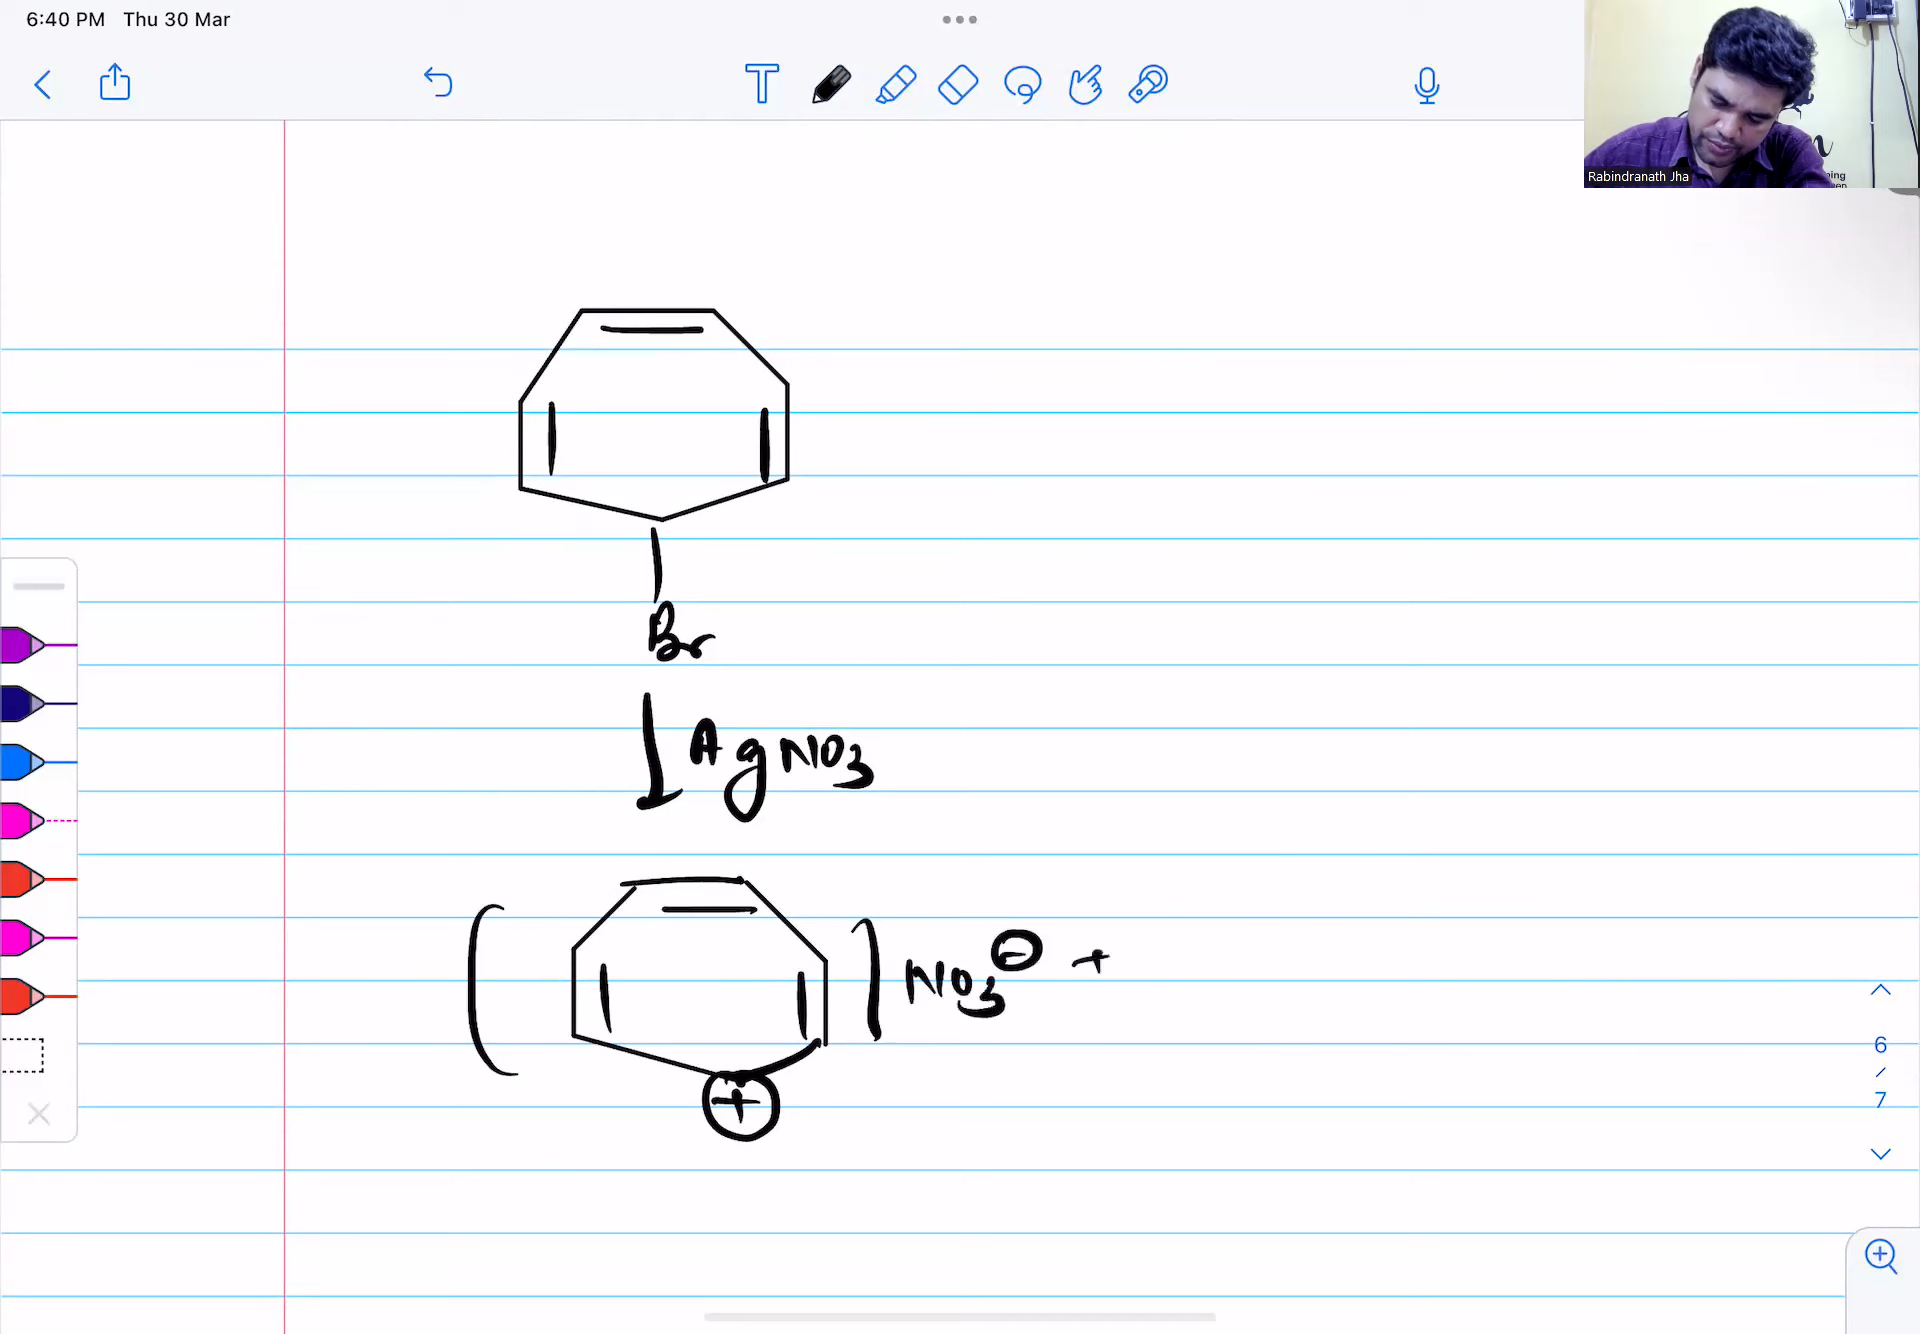 6:40 PM Thu 30 Mar
Rabindranath Jha
Br
AgNO3
NO3⊖ +
⊕
6
/
7